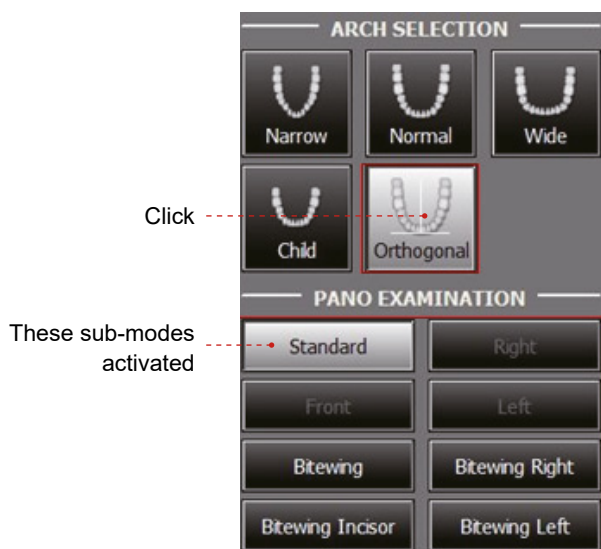 ARCH SELECTION
Narrow
Normal
Wide
Click
Child
Orthogonal
PANO EXAMINATION
These sub-modes
activated
Standard
Right
Front
Left
Bitewing
Bitewing Right
Bitewing Incisor
Bitewing Left